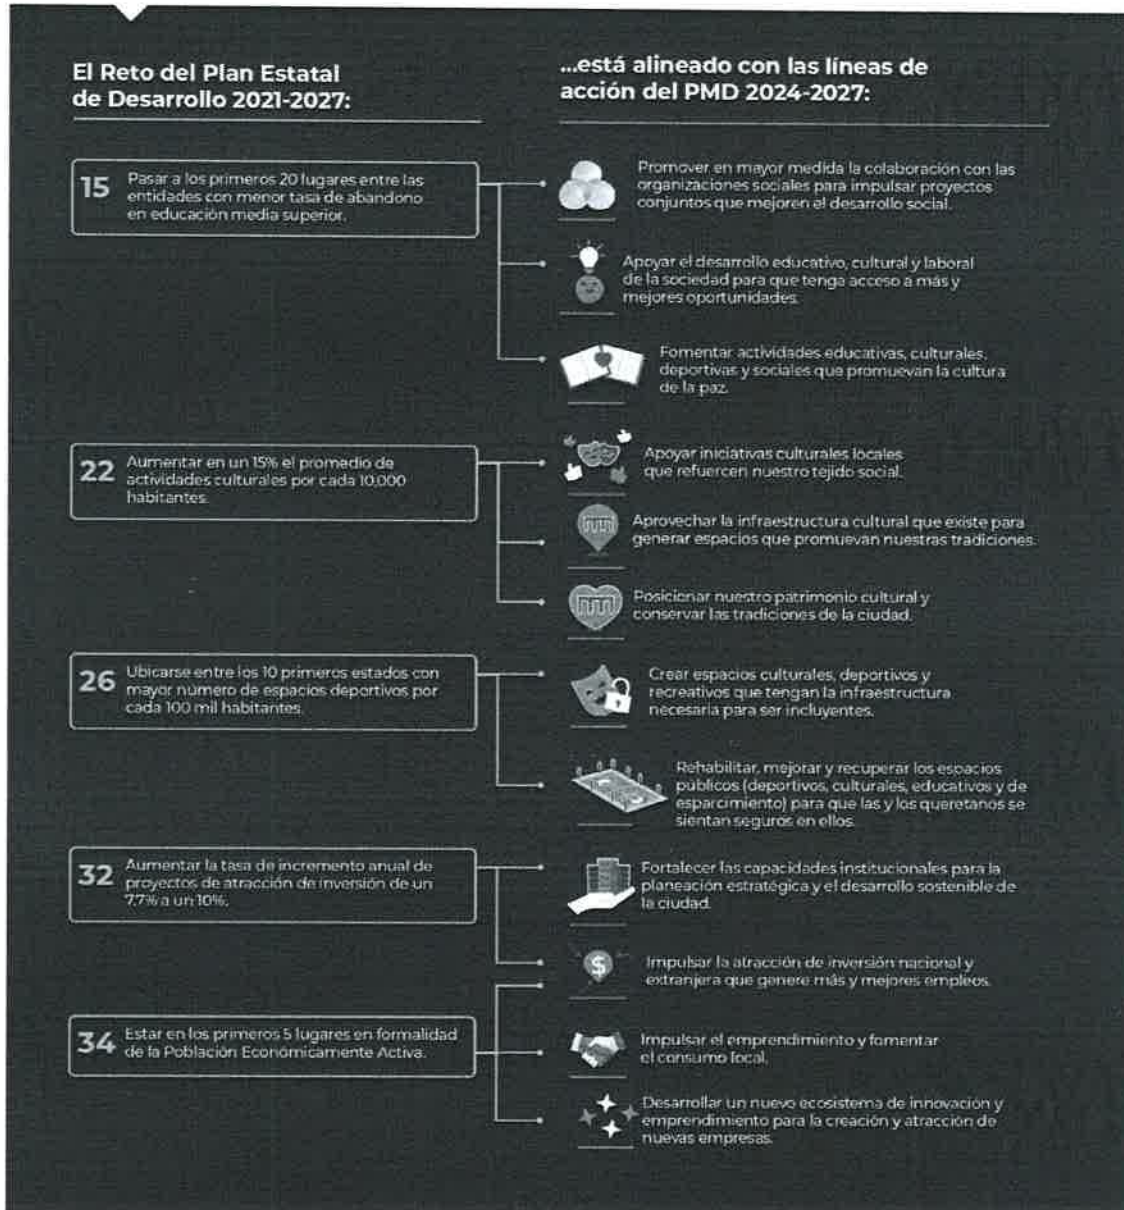 El Reto del Plan Estatal
de Desarrollo 2021-2027:
...está alineado con las líneas de
acción del PMD 2024-2027:
15 Pasar a los primeros 20 lugares entre las
entidades con menor tasa de abandono
en educación media superior.
Promover en mayor medida la colaboración con las
organizaciones sociales para impulsar proyectos
conjuntos que mejoren el desarrollo social.
Apoyar el desarrollo educativo, cultural y laboral
de la sociedad para que tenga acceso a más y
mejores oportunidades.
Fomentar actividades educativas, culturales,
deportivas y sociales que promuevan la cultura
de la paz.
22 Aumentar en un 15% el promedio de
actividades culturales por cada 10,000
habitantes.
Apoyar iniciativas culturales locales
que refuercen nuestro tejido social.
Aprovechar la infraestructura cultural que existe para
generar espacios que promuevan nuestras tradiciones.
Posicionar nuestro patrimonio cultural y
conservar las tradiciones de la ciudad.
26 Ubicarse entre los 10 primeros estados con
mayor número de espacios deportivos por
cada 100 mil habitantes.
Crear espacios culturales, deportivos y
recreativos que tengan la infraestructura
necesaria para ser incluyentes.
Rehabilitar, mejorar y recuperar los espacios
públicos (deportivos, culturales, educativos y de
esparcimiento) para que las y los queretanos se
sientan seguros en ellos.
32 Aumentar la tasa de incremento anual de
proyectos de atracción de inversión de un
7.7% a un 10%.
Fortalecer las capacidades institucionales para la
planeación estratégica y el desarrollo sostenible de
la ciudad.
$
Impulsar la atracción de inversión nacional y
extranjera que genere más y mejores empleos.
34 Estar en los primeros 5 lugares en formalidad
de la Población Económicamente Activa.
Impulsar el emprendimiento y fomentar
el consumo local.
Desarrollar un nuevo ecosistema de innovación y
emprendimiento para la creación y atracción de
nuevas empresas.